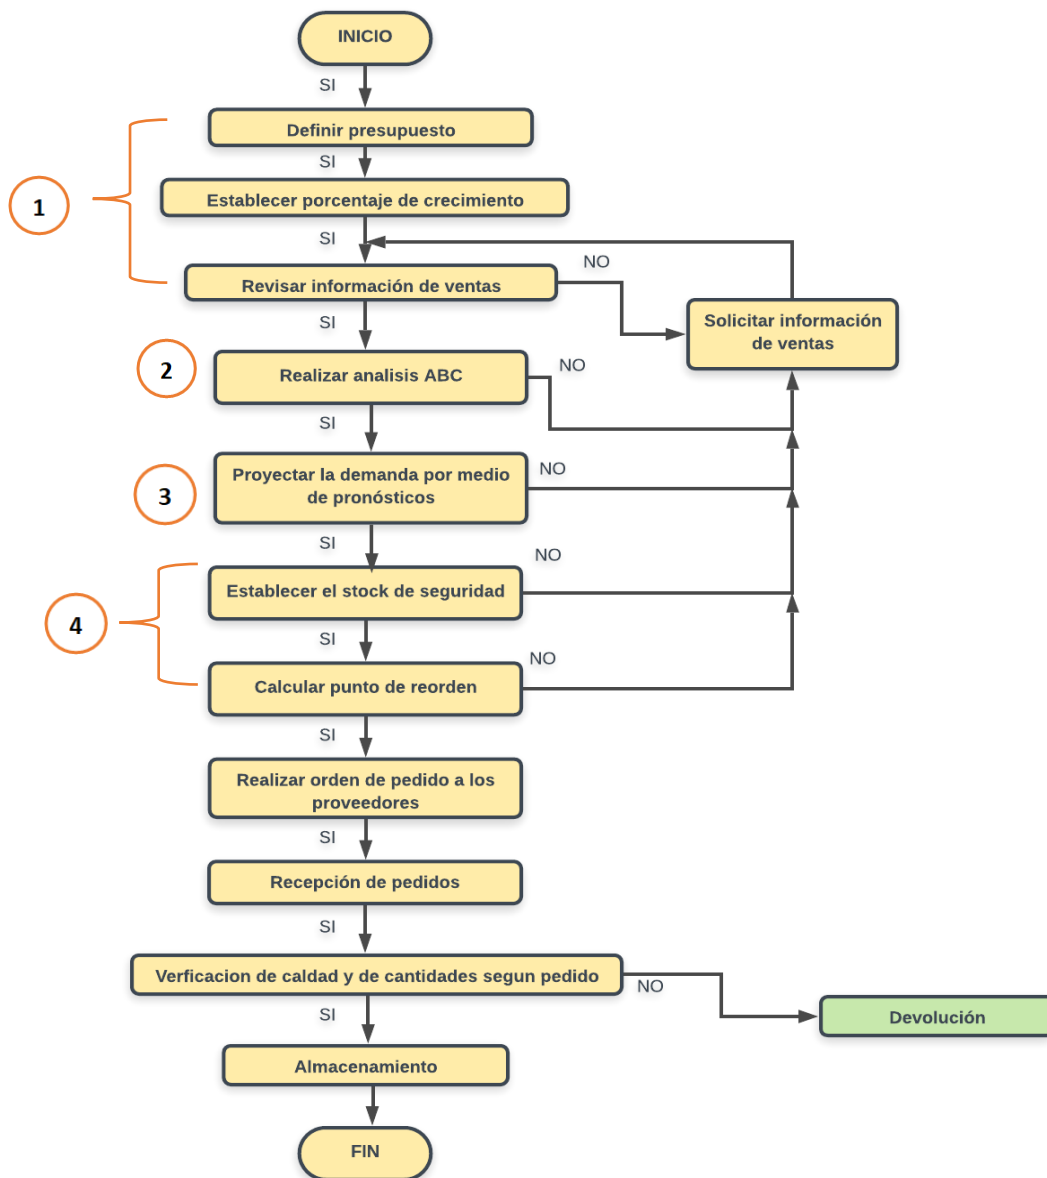 INICIO
SI
Definir presupuesto
SI
Establecer porcentaje de crecimiento
1
SI
NO
Revisar información de ventas
Solicitar información
de ventas
SI
2
Realizar analisis ABC
NO
SI
3
Proyectar la demanda por medio
de pronósticos
NO
SI
NO
Establecer el stock de seguridad
4
SI
NO
Calcular punto de reorden
SI
Realizar orden de pedido a los
proveedores
SI
Recepción de pedidos
SI
Verficacion de caldad y de cantidades segun pedido
NO
SI
Devolución
Almacenamiento
FIN